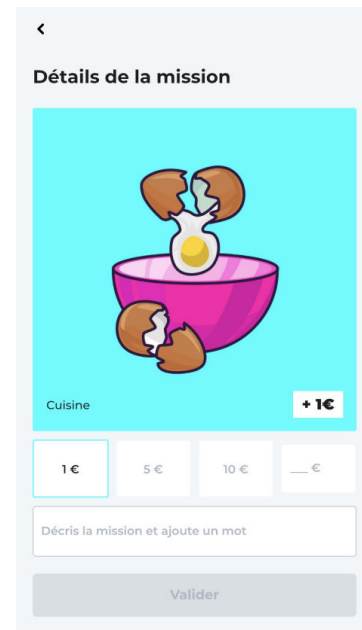 Détails de la mission
Cuisine
+ 1€
1 €
5 €
10 €
__ €
Décris la mission et ajoute un mot
Valider